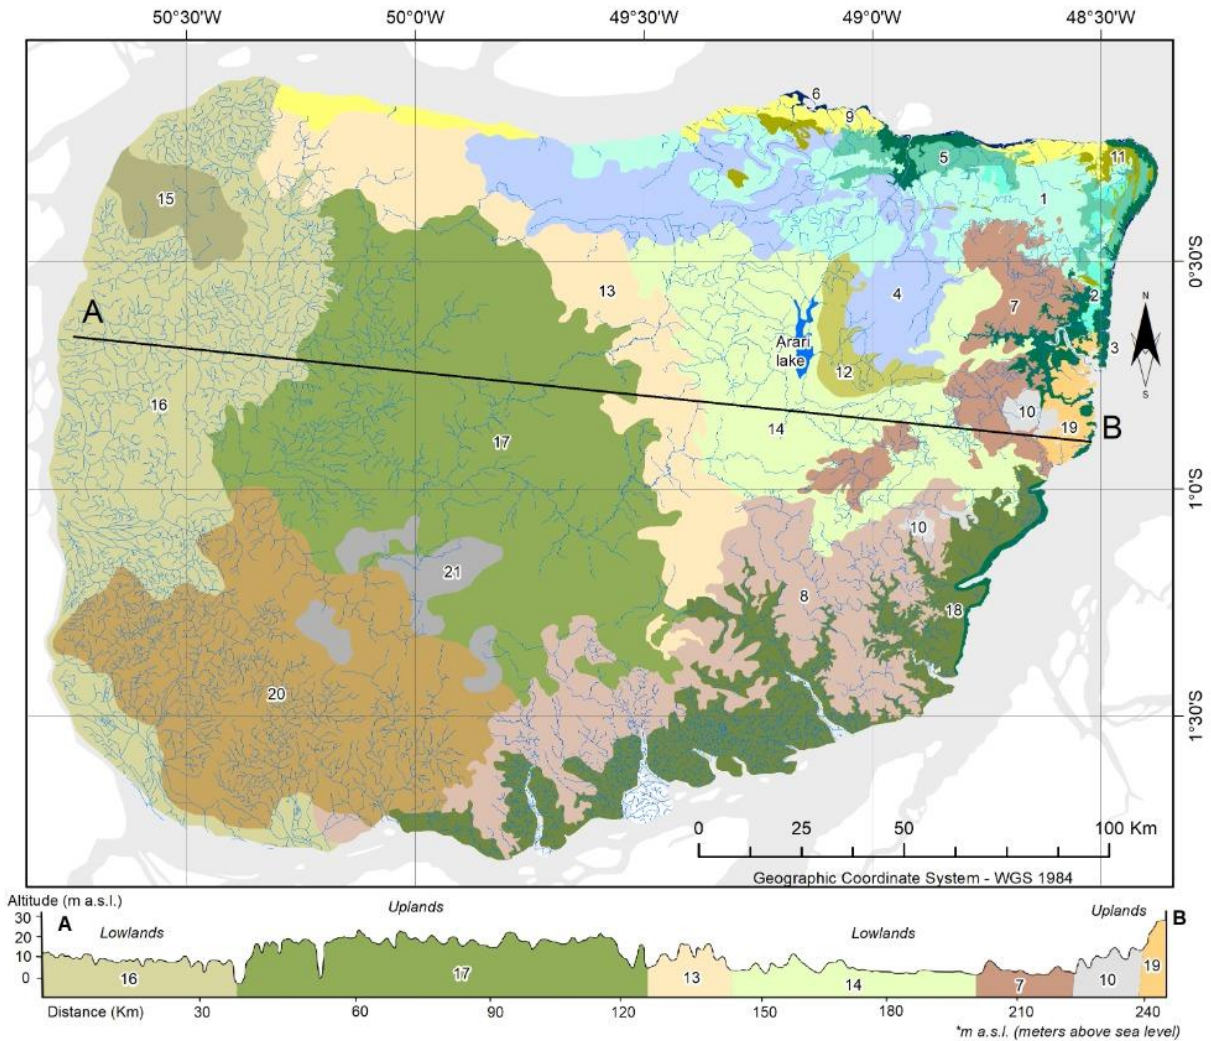 50°30'W 50°0'W 49°30'W 49°0'W 48°30'W
6
9
5
11
15
1
0°30'S
13
4
2
N
A
7
Arari
lake
3
S
12
16
10
14
19
B
17
1°0'S
10
21
8
18
20
1°30'S
0 25 50 100 Km
Geographic Coordinate System - WGS 1984
Altitude (m a.s.l.)
Uplands
30
A
Uplands
B
20
Lowlands
Lowlands
10
0
16
17
13
14
7
10
19
Distance (Km) 30 60 90 120 150 180 210 240
*m a.s.l. (meters above sea level)